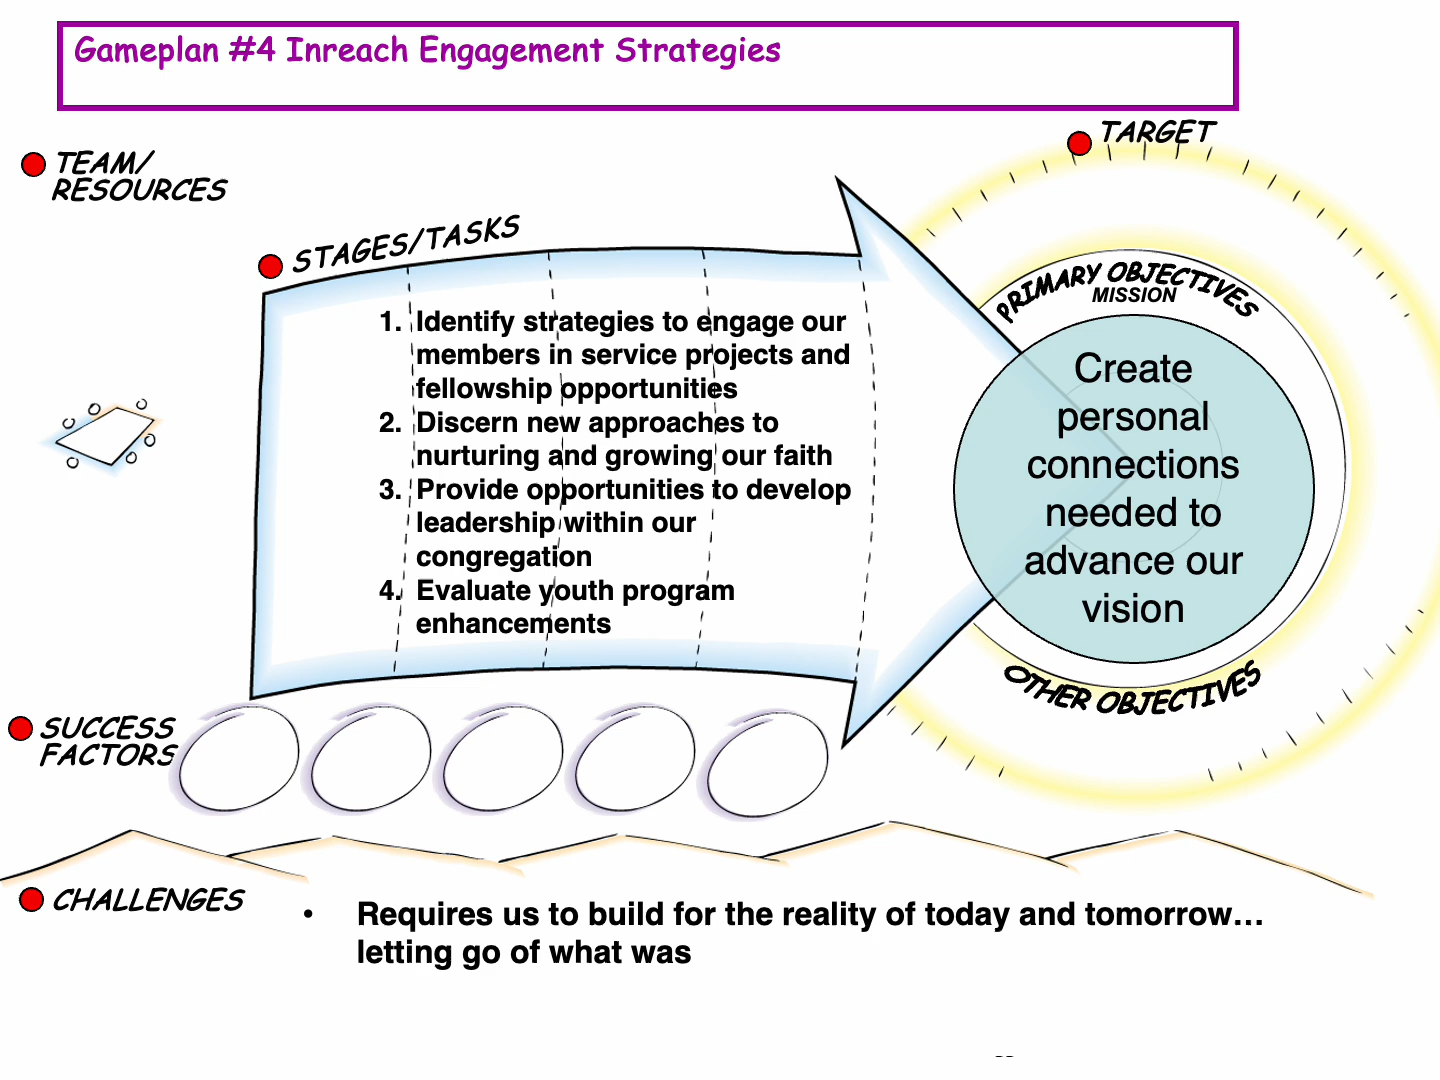 Gameplan #4 Inreach Engagement Strategies
TARGET
TEAM/
RESOURCES
STAGES/TASKS
PRIMARY OBJECTIVES
MISSION
1. Identify strategies to engage our
members in service projects and
fellowship opportunities
2. Discern new approaches to
nurturing and growing our faith
3. Provide opportunities to develop
leadership within our
congregation
4. Evaluate youth program
enhancements
Create
personal
connections
needed to
advance our
vision
OTHER OBJECTIVES
SUCCESS
FACTORS
CHALLENGES
• Requires us to build for the reality of today and tomorrow…
letting go of what was